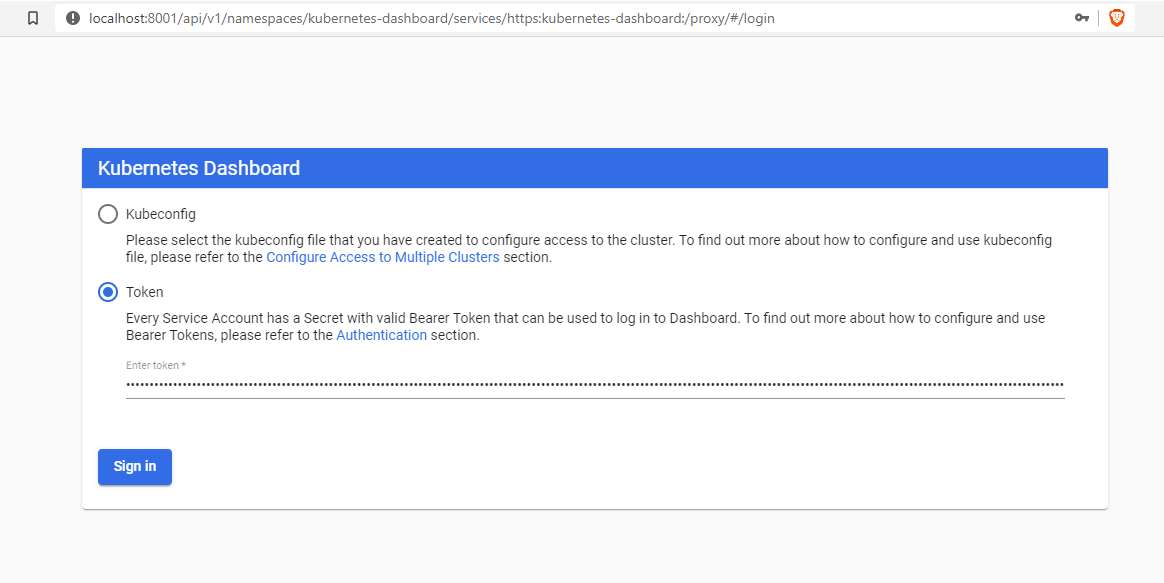 localhost:8001/api/v1/namespaces/kubernetes-dashboard/services/https:kubernetes-dashboard:/proxy/#/login
Kubernetes Dashboard
Kubeconfig
Please select the kubeconfig file that you have created to configure access to the cluster. To find out more about how to configure and use kubeconfig
file, please refer to the Configure Access to Multiple Clusters section.
Token
Every Service Account has a Secret with valid Bearer Token that can be used to log in to Dashboard. To find out more about how to configure and use
Bearer Tokens, please refer to the Authentication section.
Enter token *
Sign in